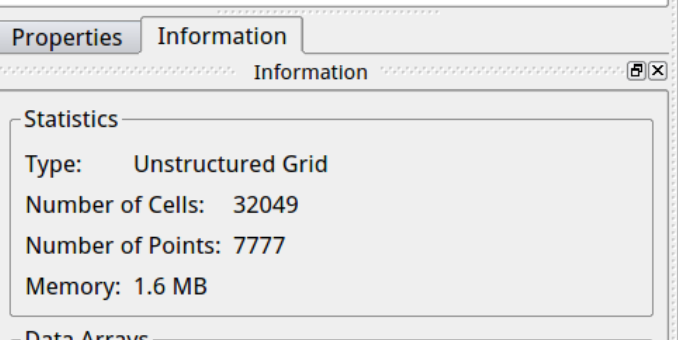 Properties Information
Information
Statistics
Type: Unstructured Grid
Number of Cells: 32049
Number of Points: 7777
Memory: 1.6 MB
Data Arrays